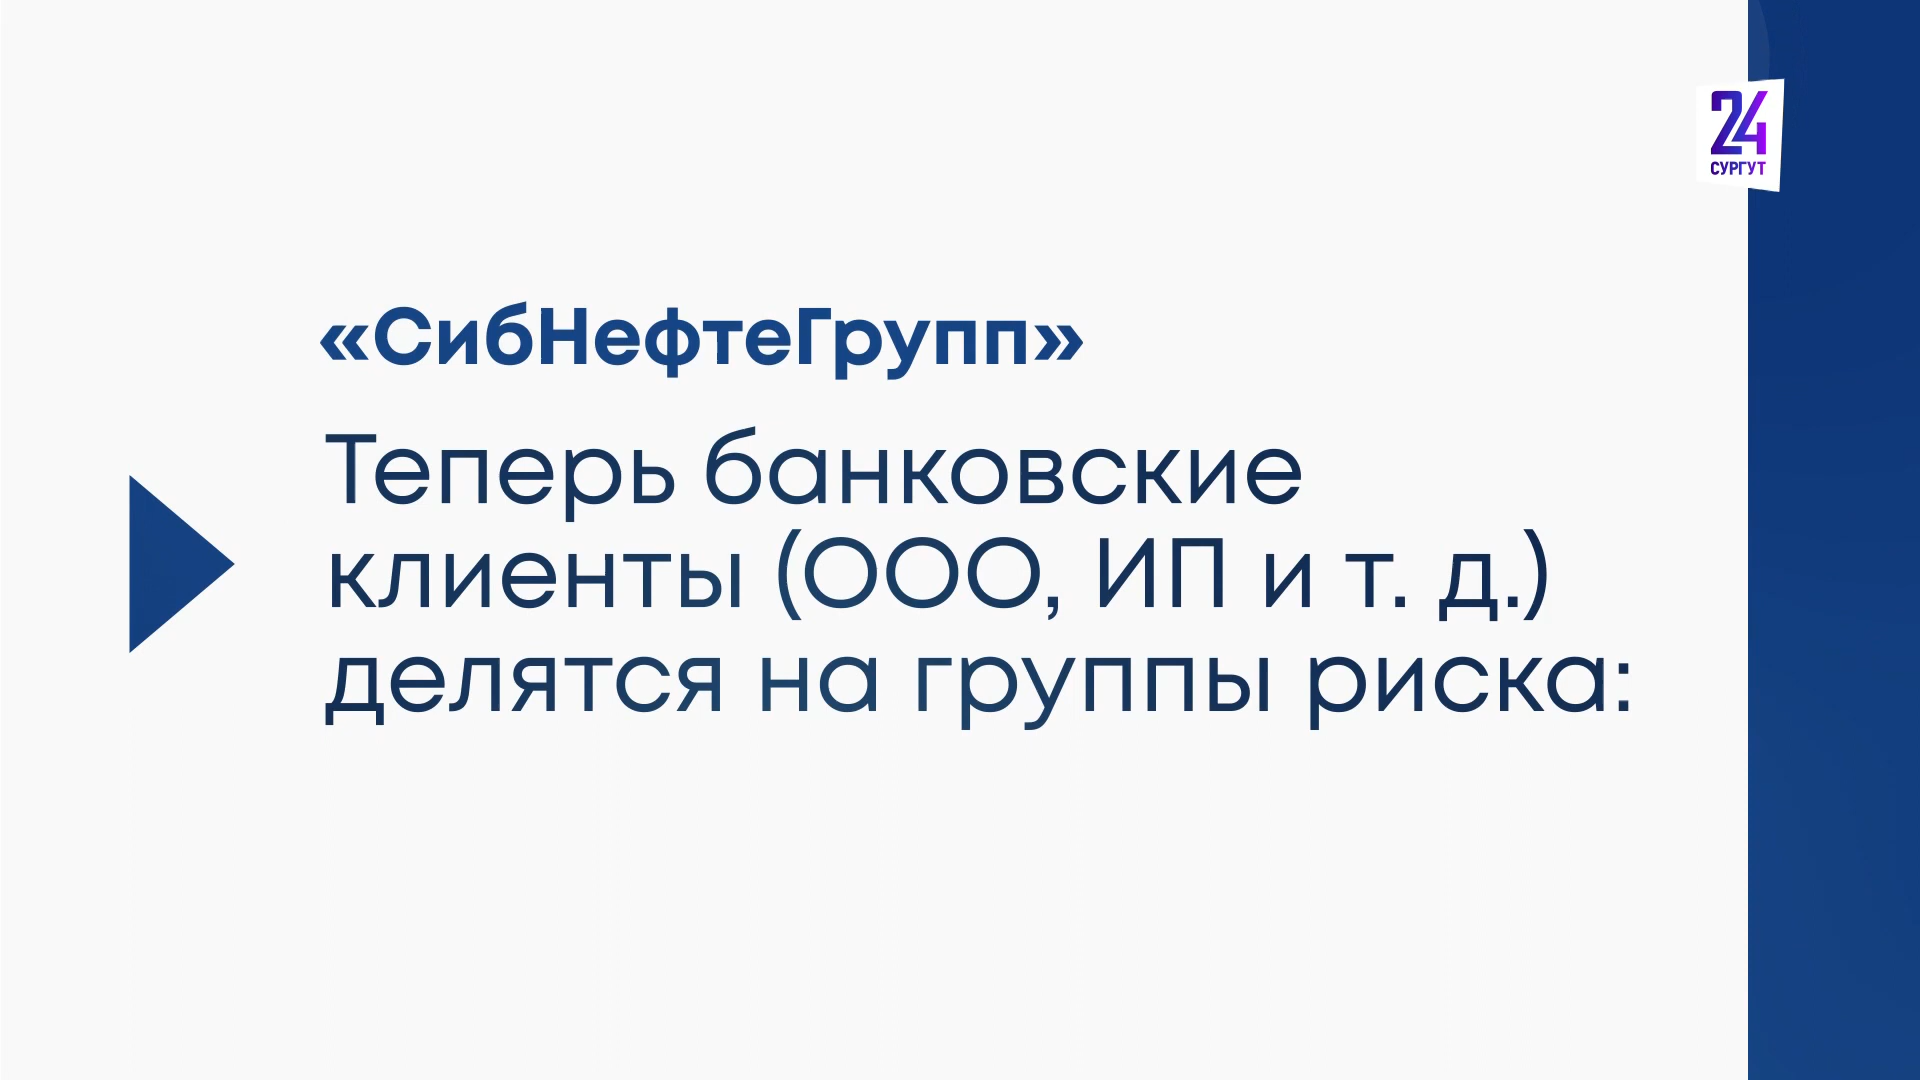 24
СУРГУТ
«СибНефтеГрупп»
Теперь банковские
клиенты (ООО, ИП и т. д.)
делятся на группы риска: